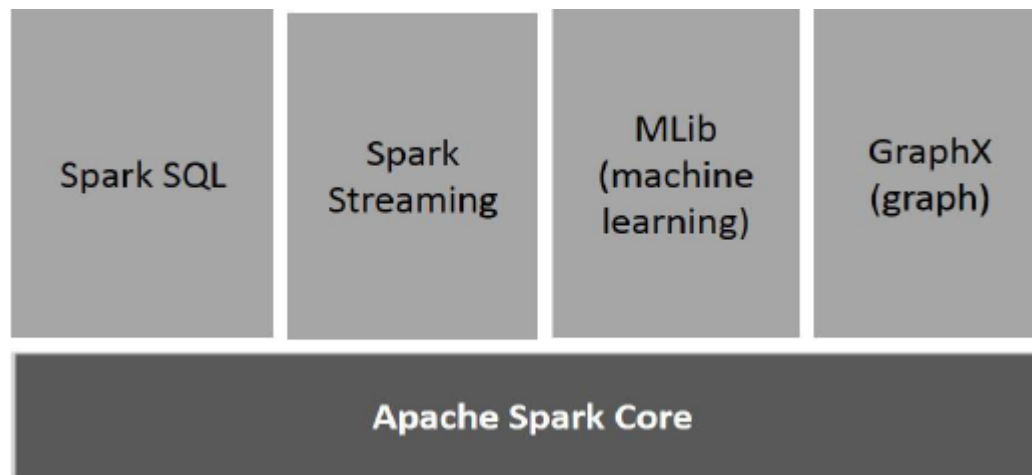 Spark SQL
Spark
Streaming
MLib
(machine
learning)
GraphX
(graph)
Apache Spark Core